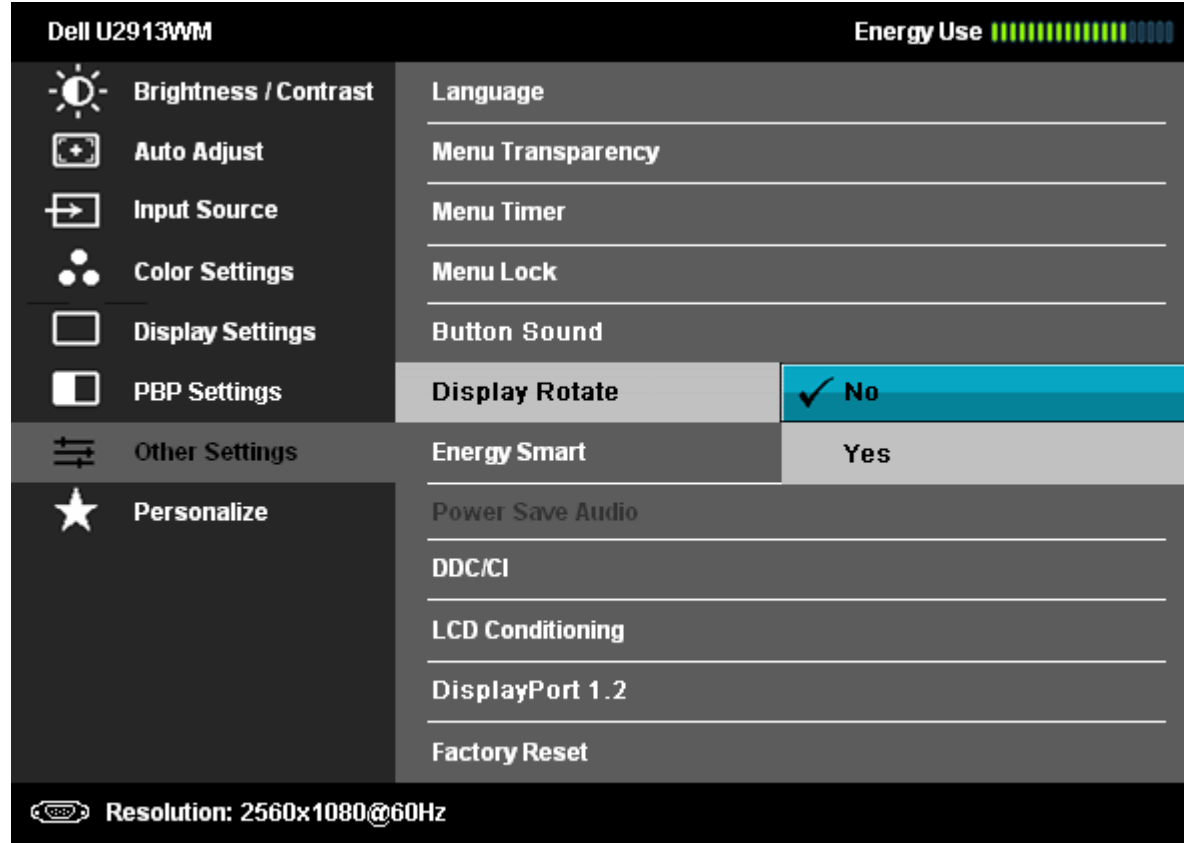 Dell U2913WM
Energy Use
Brightness / Contrast
Auto Adjust
Input Source
Color Settings
Display Settings
PBP Settings
Other Settings
Personalize
Language
Menu Transparency
Menu Timer
Menu Lock
Button Sound
Display Rotate
No
Yes
Energy Smart
Power Save Audio
DDC/CI
LCD Conditioning
DisplayPort 1.2
Factory Reset
Resolution: 2560x1080@60Hz